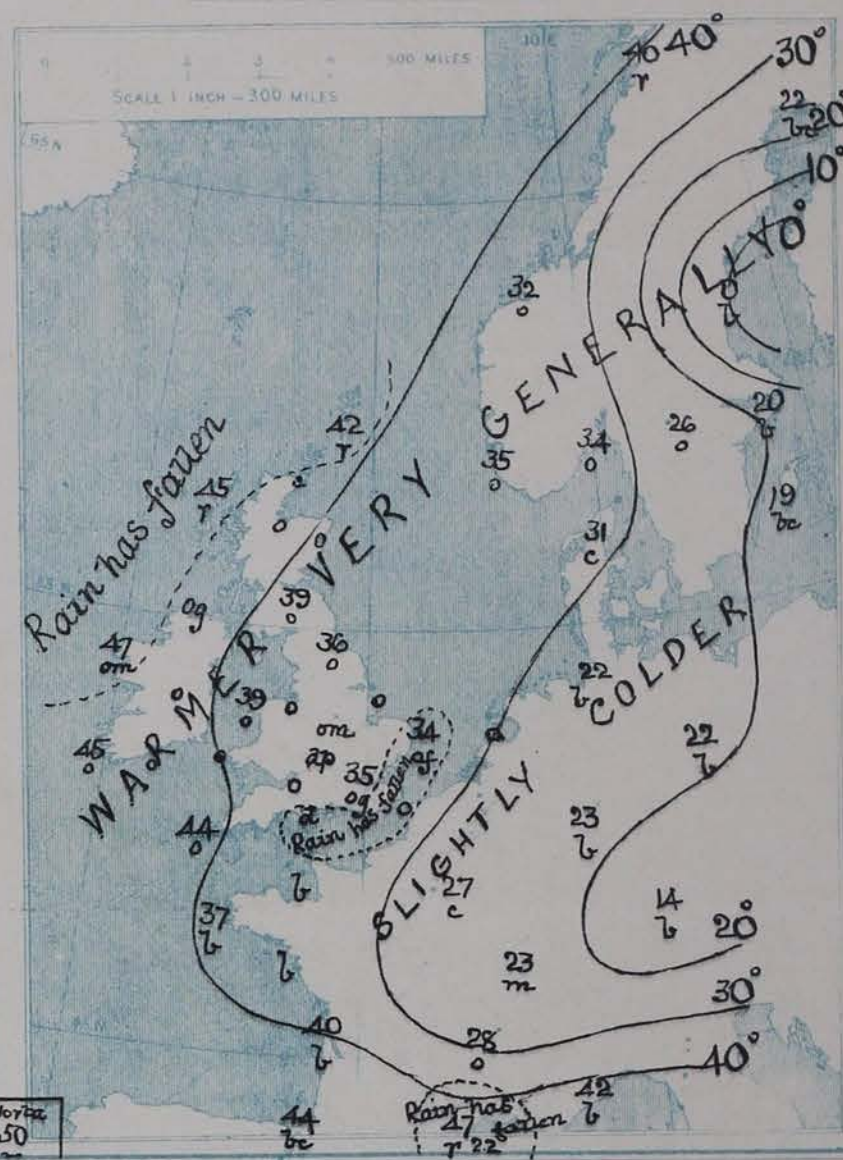 500 MILES
SCALE 1 INCH = 300 MILES
10 E
46 40°
r
30°
22
bc 20°
10°
0°
0
b
32
o
WARMER VERY GENERALLY
20
b
42
r
26
o
34
o
35
o
45
r
Rain has fallen
19
bc
31
c
39
o
og
36
o
47
om
39
o
22
b
SLIGHTLY COLDER
34
of
om
45
o
22
b
35
og
Rain has fallen
44
o
23
b
b
27
c
14
b
20°
37
b
b
23
m
30°
40
b
28
o
40°
42
b
44
bc
Rain has fallen
47
r 22
50